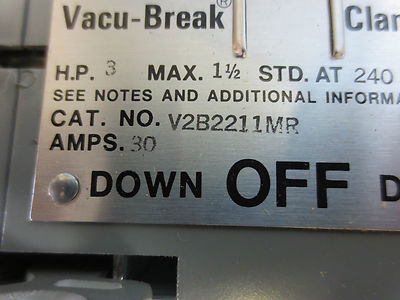 Vacu-Break® Clam
H.P. 3 MAX. 1½ STD. AT 240
SEE NOTES AND ADDITIONAL INFORMA
CAT. NO. V2B2211MR
AMPS. 30
DOWN OFF D